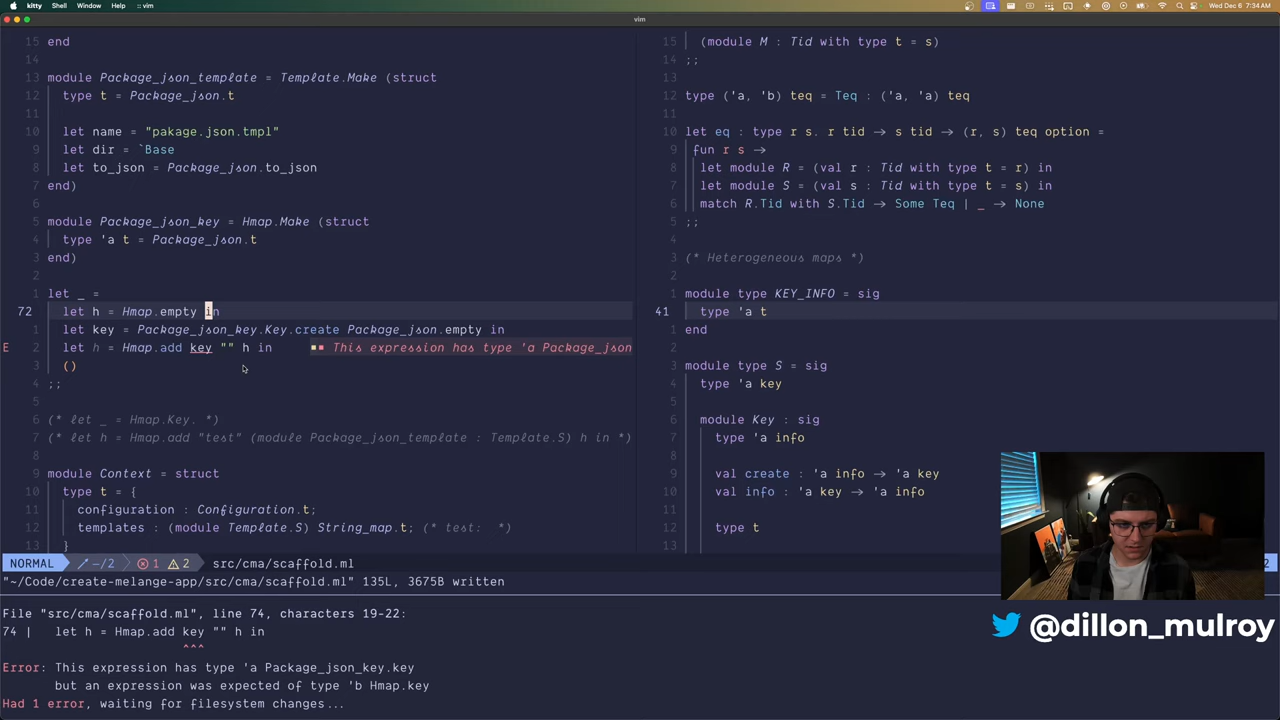 kitty Shell Window Help :: vim Wed Dec 6 7:34 AM
vim
15 end
14
13 module Package_json_template = Template.Make (struct
12 type t = Package_json.t
11
10 let name = "pakage.json.tmpl"
9 let dir = `Base
8 let to_json = Package_json.to_json
7 end)
6
5 module Package_json_key = Hmap.Make (struct
4 type 'a t = Package_json.t
3 end)
2
1 let _ =
72 let h = Hmap.empty in
1 let key = Package_json_key.Key.create Package_json.empty in
E 2 let h = Hmap.add key "" h in ■■ This expression has type 'a Package_json
3 ()
4 ;;
5
6 (* let _ = Hmap.Key. *)
7 (* let h = Hmap.add "test" (module Package_json_template : Template.S) h in *)
8
9 module Context = struct
10 type t = {
11 configuration : Configuration.t;
12 templates : (module Template.S) String_map.t; (* test: *)
13 }
15 (module M : Tid with type t = s)
14 ;;
13
12 type ('a, 'b) teq = Teq : ('a, 'a) teq
11
10 let eq : type r s. r tid → s tid → (r, s) teq option =
9 fun r s →
8 let module R = (val r : Tid with type t = r) in
7 let module S = (val s : Tid with type t = s) in
6 match R.Tid with S.Tid → Some Teq | _ → None
5 ;;
4
3 (* Heterogeneous maps *)
2
1 module type KEY_INFO = sig
41 type 'a t
1 end
2
3 module type S = sig
4 type 'a key
5
6 module Key : sig
7 type 'a info
8
9 val create : 'a info → 'a key
10 val info : 'a key → 'a info
11
12 type t
13
NORMAL −/2 1 2 src/cma/scaffold.ml
"~/Code/create-melange-app/src/cma/scaffold.ml" 135L, 3675B written
File "src/cma/scaffold.ml", line 74, characters 19-22:
74 | let h = Hmap.add key "" h in
^^^
Error: This expression has type 'a Package_json_key.key
but an expression was expected of type 'b Hmap.key
Had 1 error, waiting for filesystem changes...
@dillon_mulroy